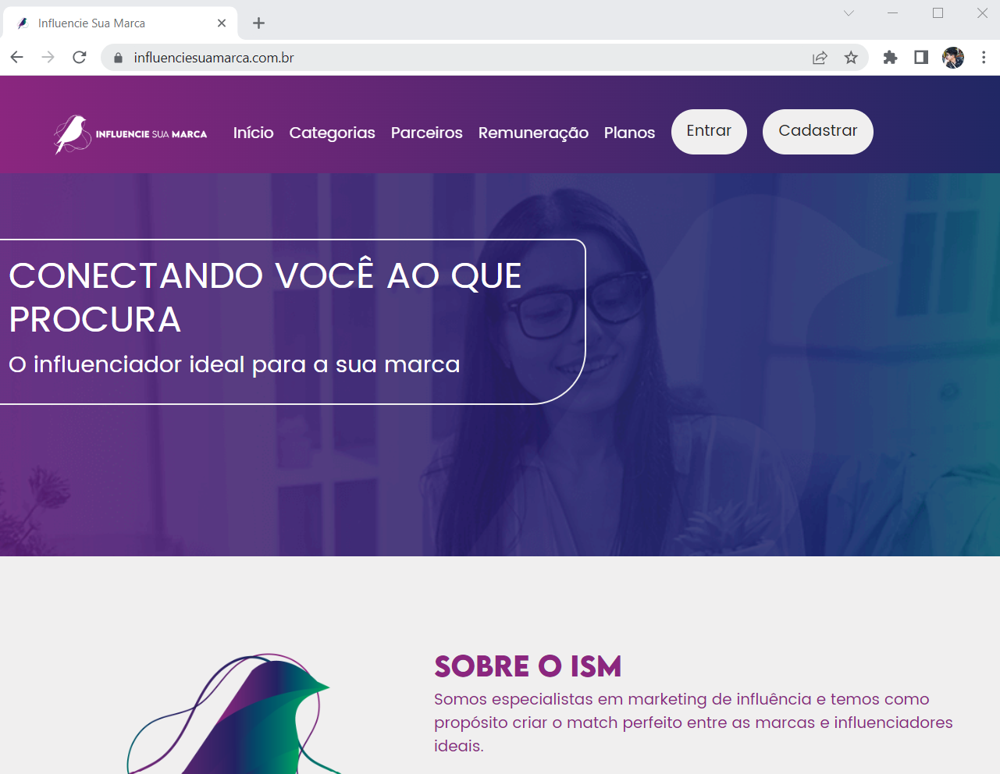 Influencie Sua Marca
influenciesuamarca.com.br
INFLUENCIE SUA MARCA Início Categorias Parceiros Remuneração Planos Entrar Cadastrar
CONECTANDO VOCÊ AO QUE
PROCURA
O influenciador ideal para a sua marca
SOBRE O ISM
Somos especialistas em marketing de influência e temos como
propósito criar o match perfeito entre as marcas e influenciadores
ideais.